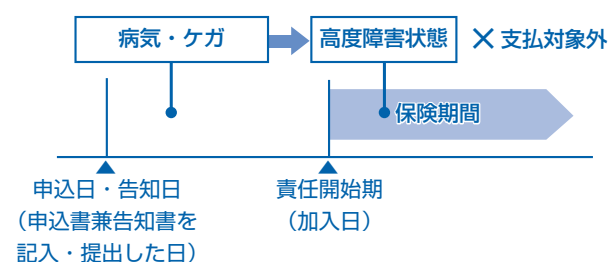 病気・ケガ
高度障害状態
× 支払対象外
保険期間
申込日・告知日
（申込書兼告知書を
記入・提出した日）
責任開始期
（加入日）